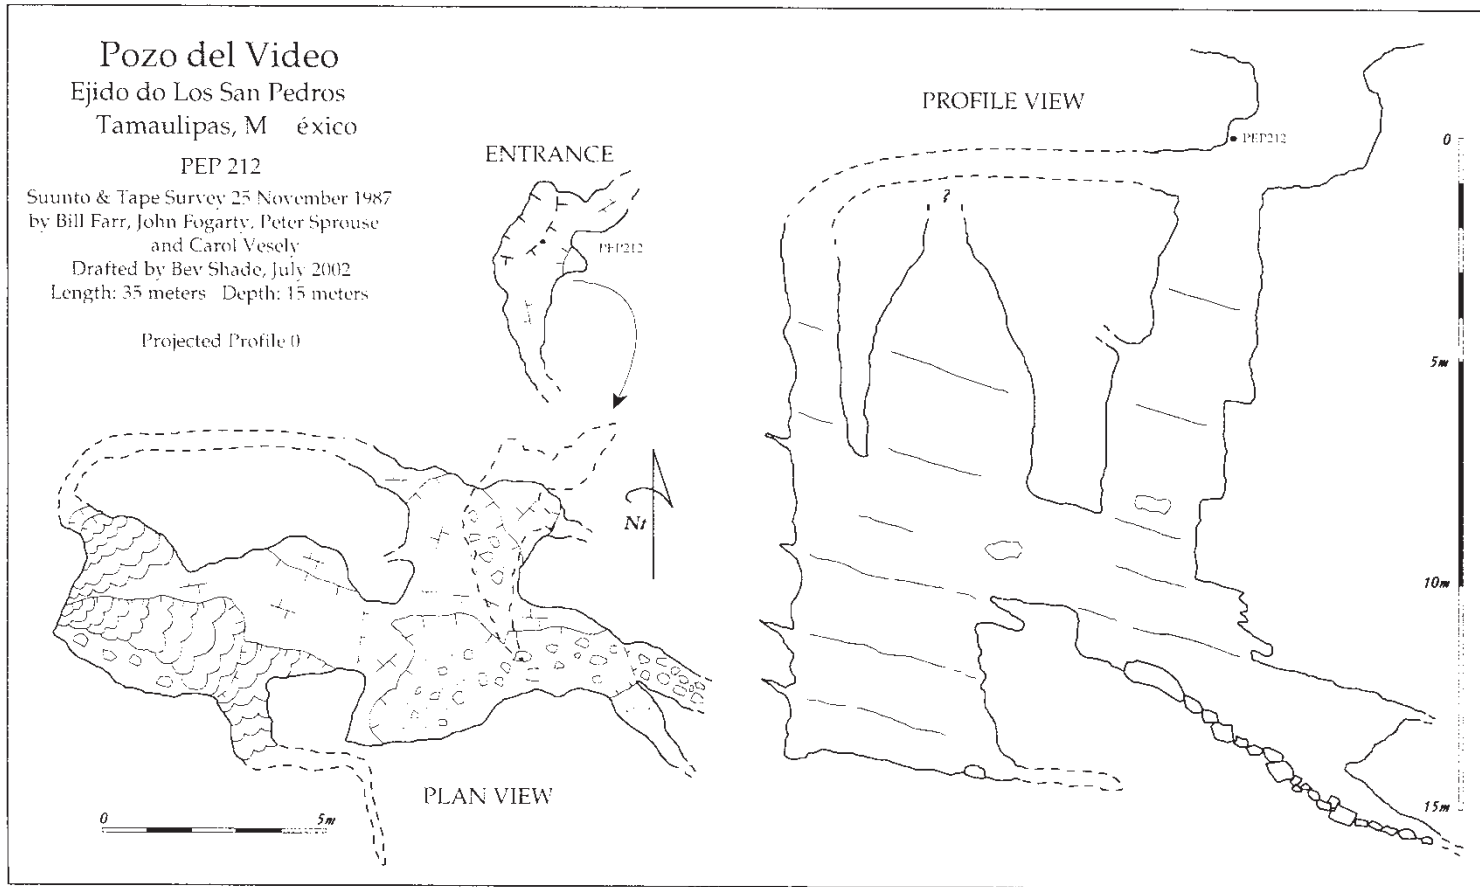 Pozo del Video
Ejido do Los San Pedros
Tamaulipas, M éxico
PEP 212
Suunto & Tape Survey 25 November 1987
by Bill Farr, John Fogarty, Peter Sprouse
and Carol Vesely
Drafted by Bev Shade, July 2002
Length: 35 meters Depth: 15 meters
Projected Profile 0
ENTRANCE
PEP212
Nt
PLAN VIEW
0 5m
PROFILE VIEW
PEP212
?
0
5m
10m
15m